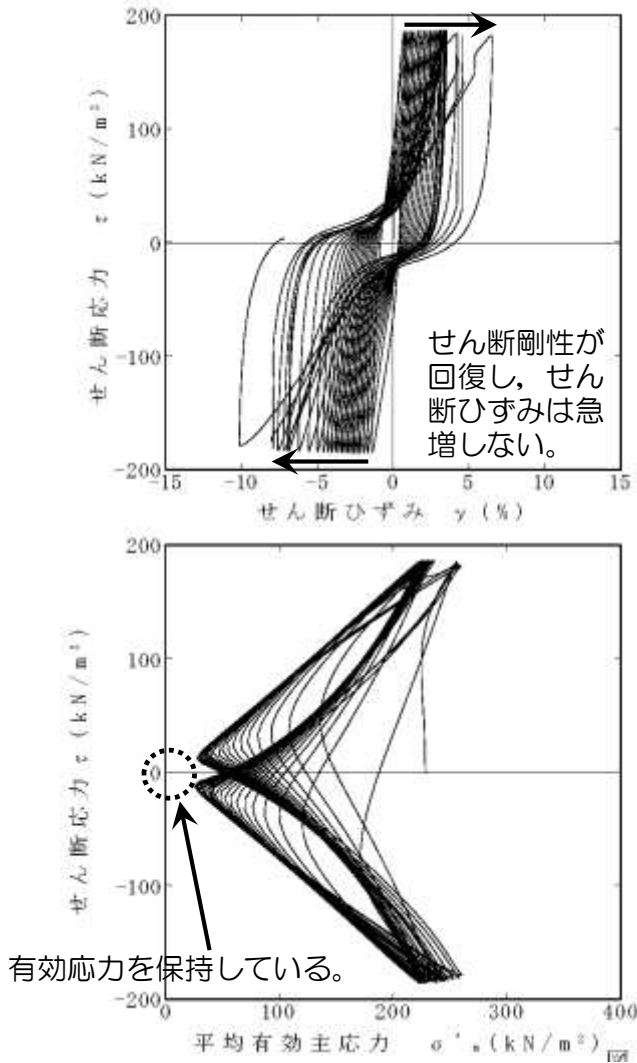 200
100
0
-100
-200
せん断応力 τ (kN/m²)
せん断剛性が
回復し，せん
断ひずみは急
増しない。
-15 -10 -5 0 5 10 15
せん断ひずみ γ (%)
200
100
0
-100
-200
せん断応力 τ (kN/m²)
有効応力を保持している。
0 100 200 300 400
平均有効主応力 σ'ₘ (kN/m²)
図